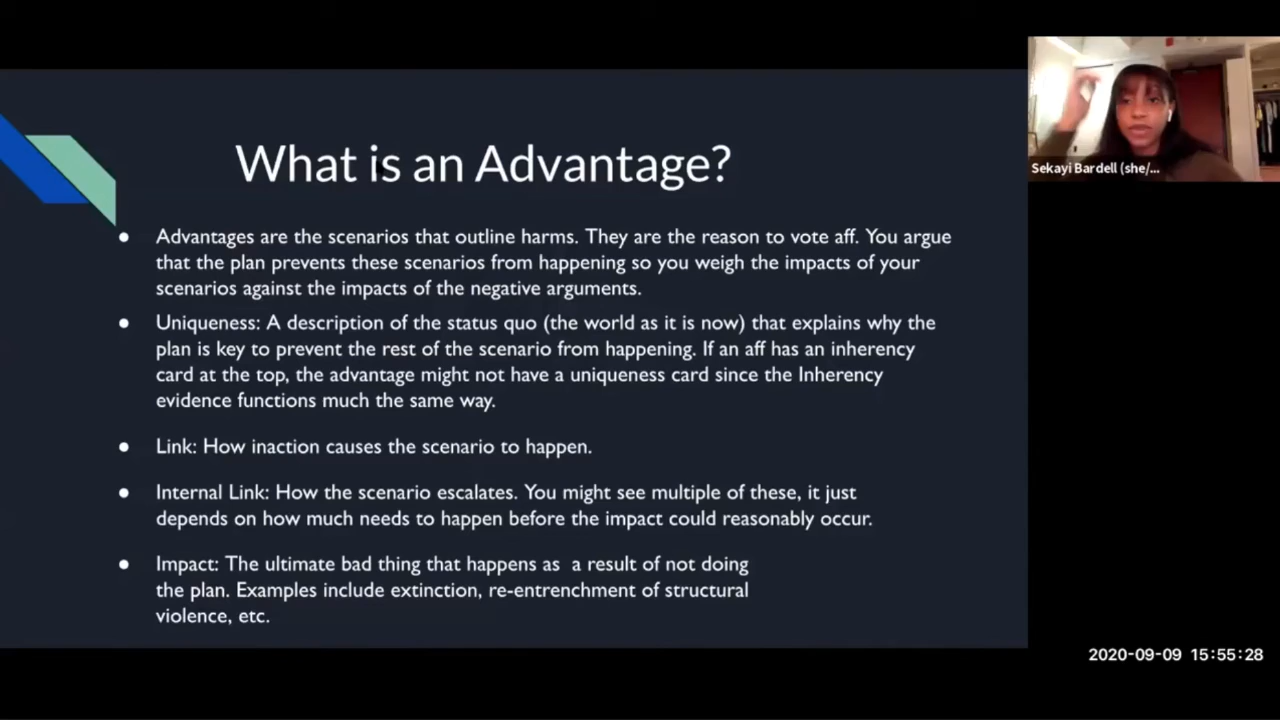 What is an Advantage?
Sekayi Bardell (she/...
● Advantages are the scenarios that outline harms. They are the reason to vote aff. You argue
that the plan prevents these scenarios from happening so you weigh the impacts of your
scenarios against the impacts of the negative arguments.
● Uniqueness: A description of the status quo (the world as it is now) that explains why the
plan is key to prevent the rest of the scenario from happening. If an aff has an inherency
card at the top, the advantage might not have a uniqueness card since the Inherency
evidence functions much the same way.
● Link: How inaction causes the scenario to happen.
● Internal Link: How the scenario escalates. You might see multiple of these, it just
depends on how much needs to happen before the impact could reasonably occur.
● Impact: The ultimate bad thing that happens as  a result of not doing
the plan. Examples include extinction, re-entrenchment of structural
violence, etc.
2020-09-09 15:55:28